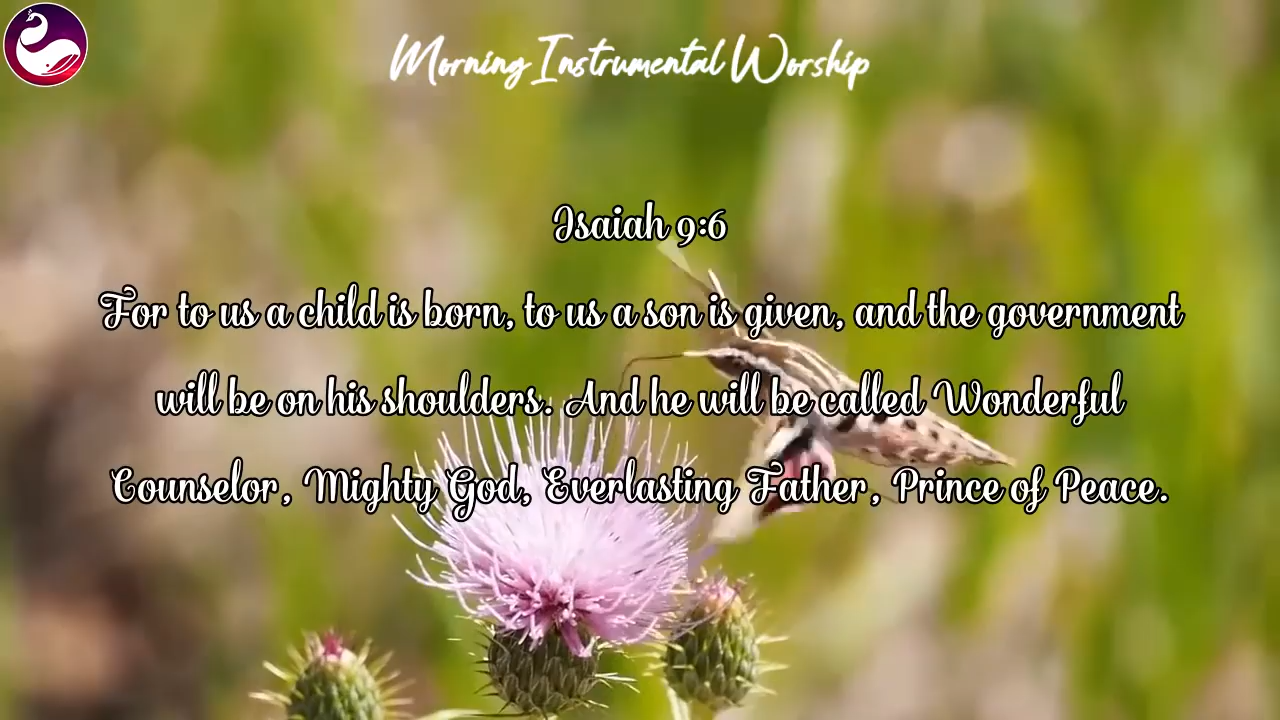 Morning Instrumental Worship
Isaiah 9:6
For to us a child is born, to us a son is given, and the government
will be on his shoulders. And he will be called Wonderful
Counselor, Mighty God, Everlasting Father, Prince of Peace.